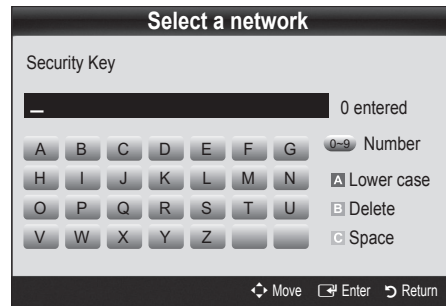 Select a network
Security Key
_
0 entered
A B C D E F G 0~9 Number
H I J K L M N A Lower case
O P Q R S T U B Delete
V W X Y Z C Space
Move Enter Return